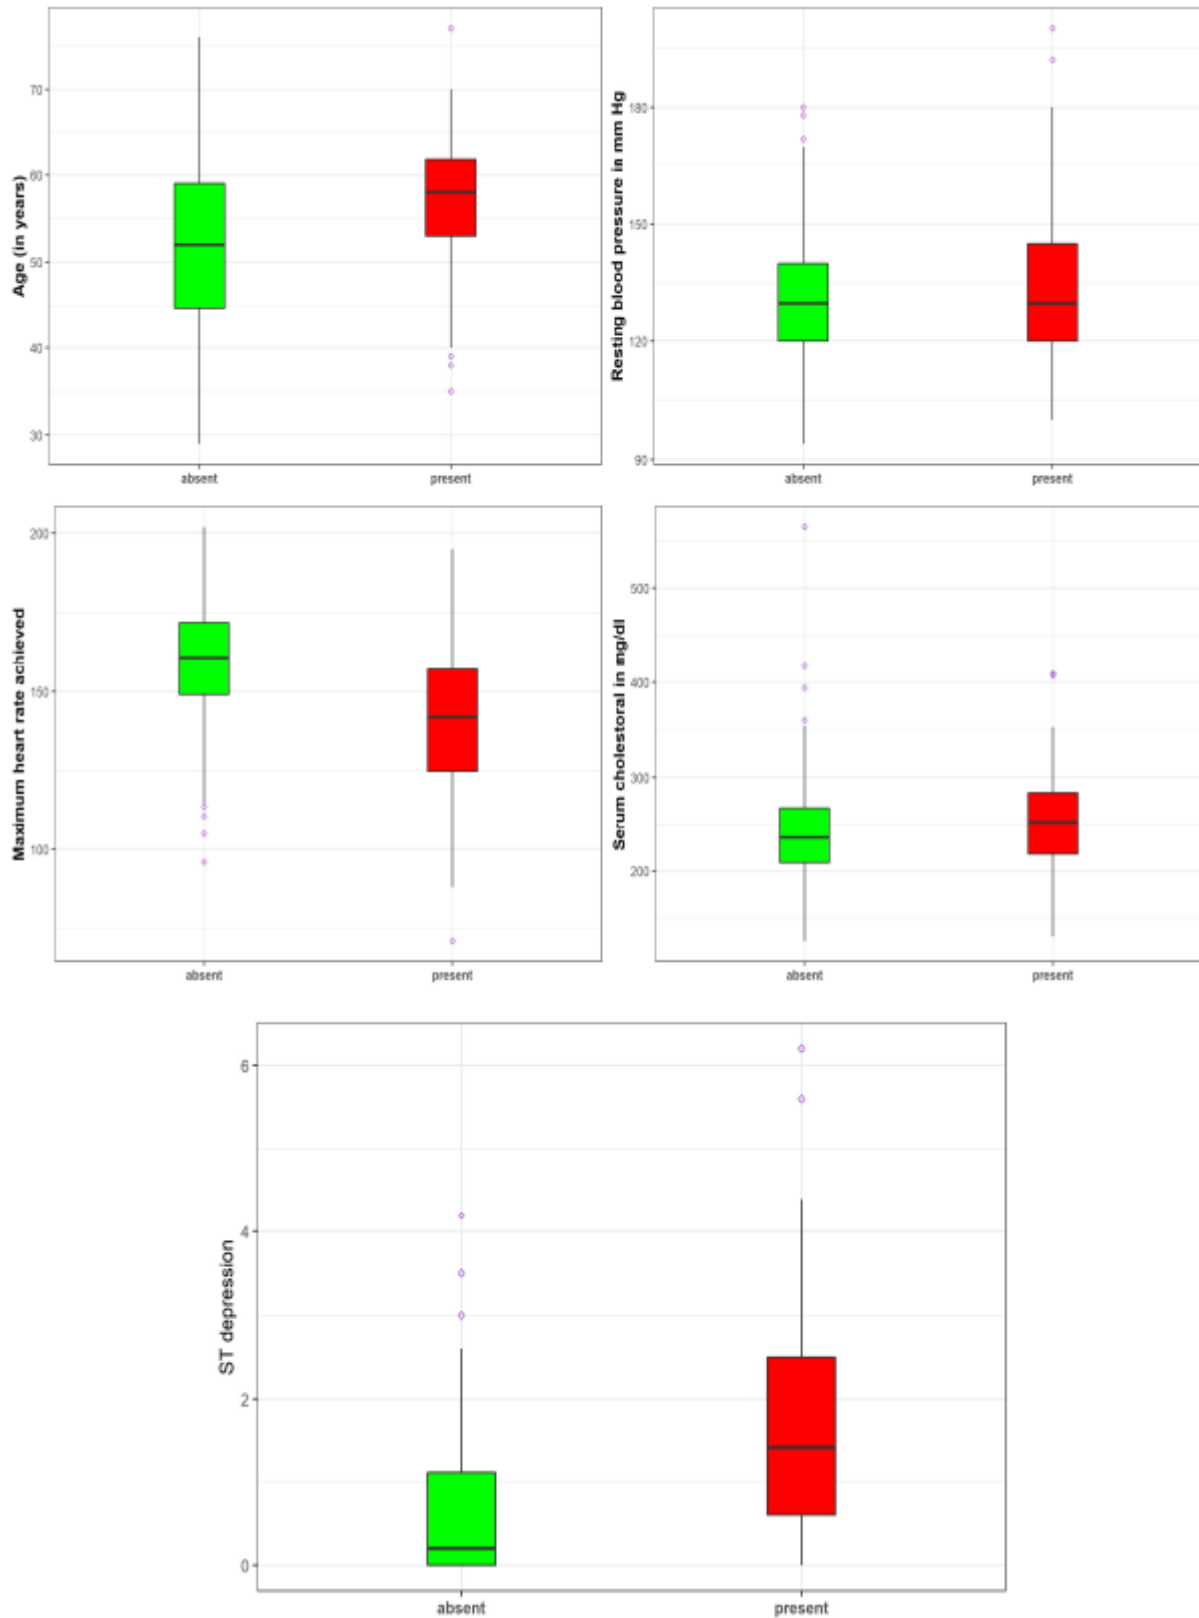 Age (in years)
70
60
50
40
30
absent present
Resting blood pressure in mm Hg
180
150
120
90
absent present
Maximum heart rate achieved
200
150
100
absent present
Serum cholestoral in mg/dl
500
400
300
200
absent present
ST depression
6
4
2
0
absent present